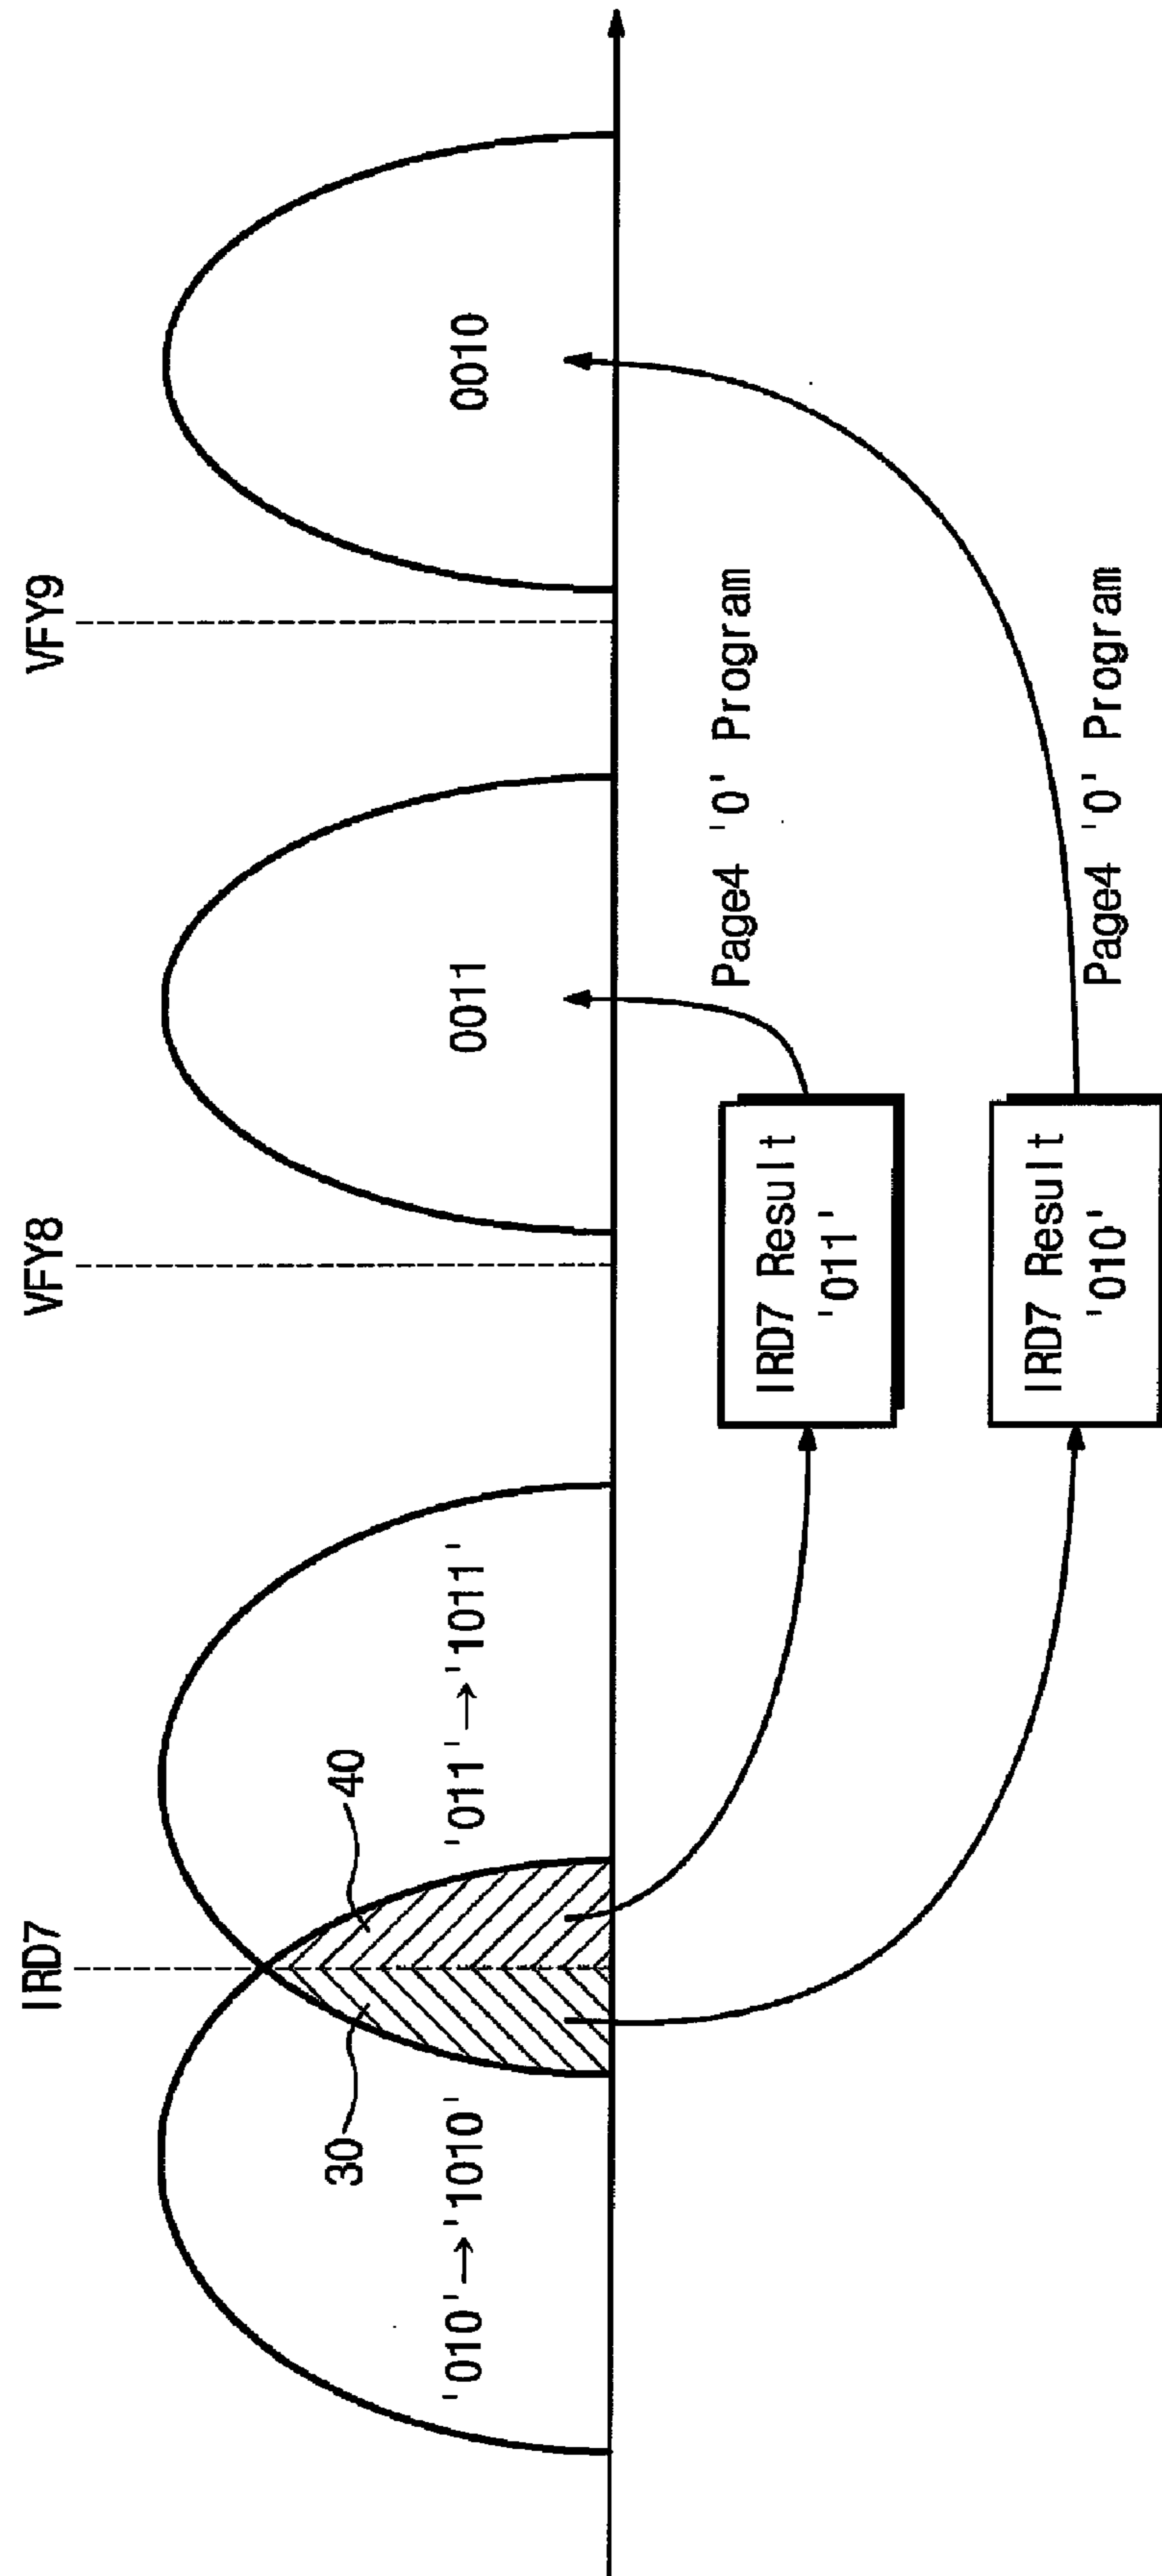 IRD7
VFY8
VFY9
30
40
'010'→'1010'
'011'→'1011'
0011
0010
IRD7 Result
'011'
Page4 '0' Program
IRD7 Result
'010'
Page4 '0' Program